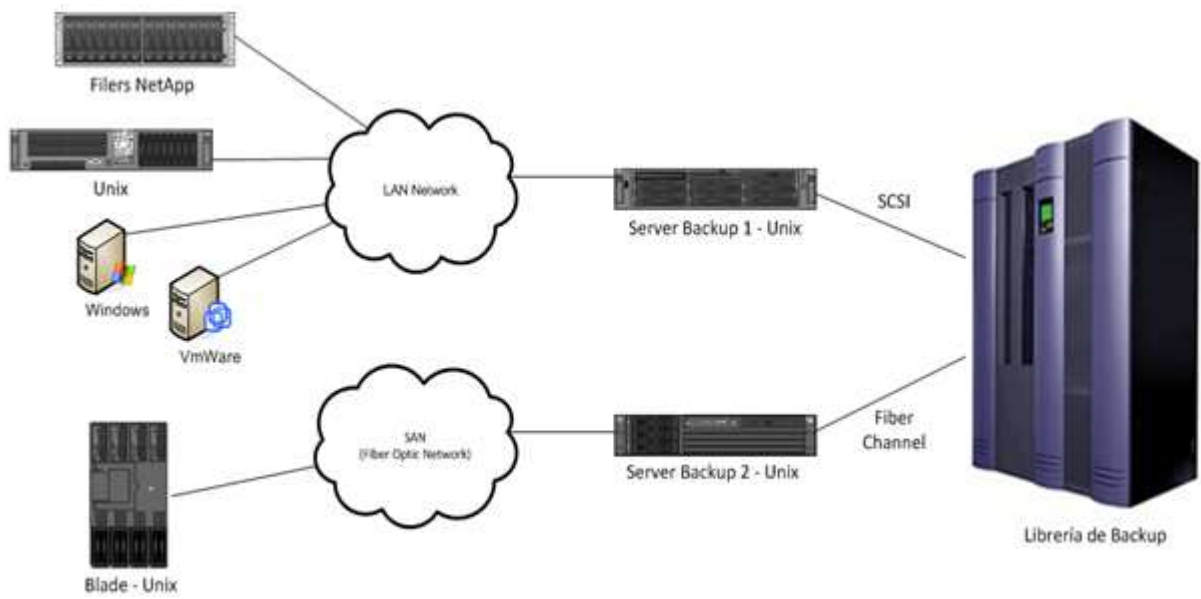 Filers NetApp
Unix
Windows
VmWare
LAN Network
Server Backup 1 - Unix
SCSI
Blade - Unix
SAN
(Fiber Optic Network)
Server Backup 2 - Unix
Fiber
Channel
Librería de Backup